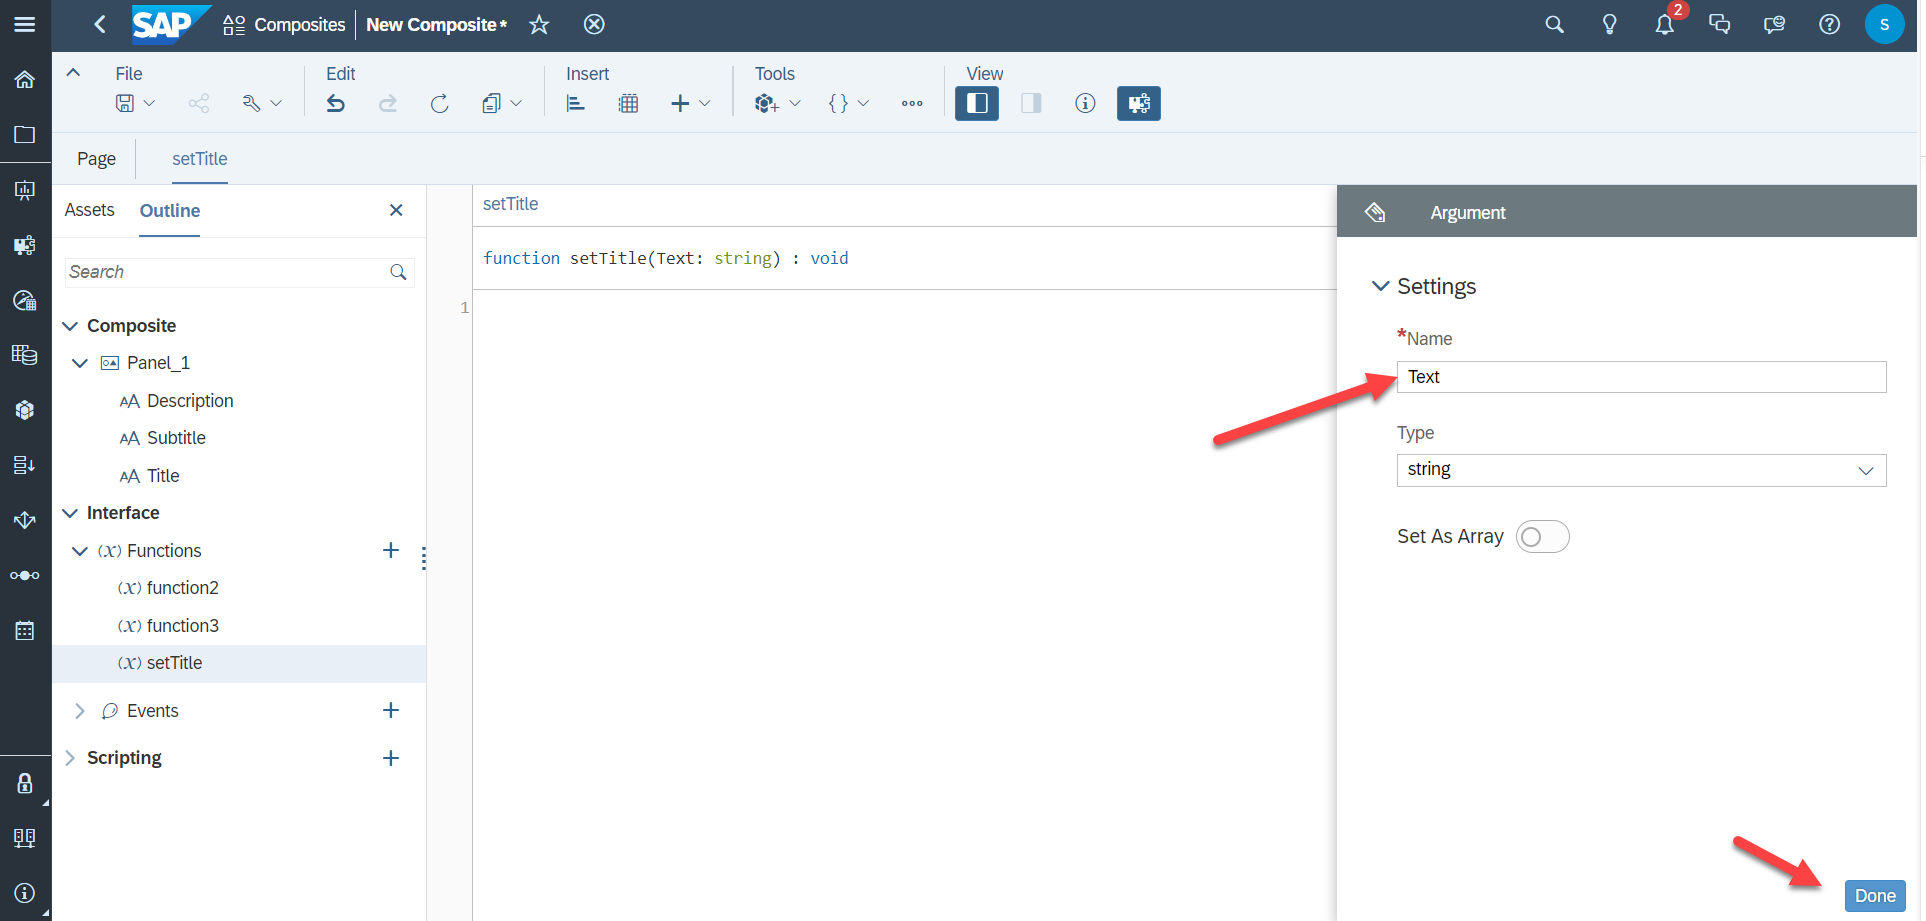 SAP Composites New Composite *
2
S
File Edit Insert Tools View
Page setTitle
Assets Outline
Search
Composite
Panel_1
Description
Subtitle
Title
Interface
(X) Functions
(X) function2
(X) function3
(X) setTitle
Events
Scripting
setTitle
function setTitle(Text: string) : void
1
Argument
Settings
*Name
Text
Type
string
Set As Array
Done